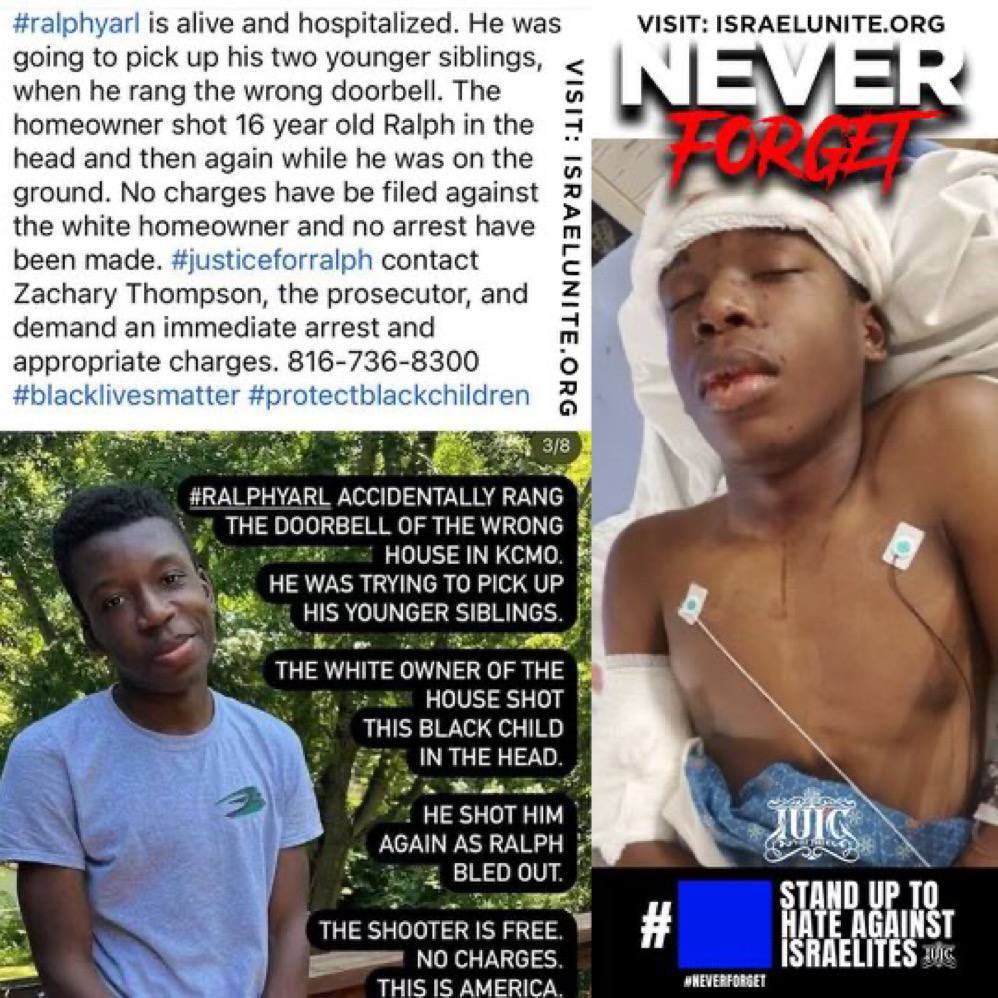 #ralphyarl is alive and hospitalized. He was
going to pick up his two younger siblings,
when he rang the wrong doorbell. The
homeowner shot 16 year old Ralph in the
head and then again while he was on the
ground. No charges have be filed against
the white homeowner and no arrest have
been made. #justiceforralph contact
Zachary Thompson, the prosecutor, and
demand an immediate arrest and
appropriate charges. 816-736-8300
#blacklivesmatter #protectblackchildren
VISIT: ISRAELUNITE.ORG
3/8
#RALPHYARL ACCIDENTALLY RANG
THE DOORBELL OF THE WRONG
HOUSE IN KCMO.
HE WAS TRYING TO PICK UP
HIS YOUNGER SIBLINGS.
THE WHITE OWNER OF THE
HOUSE SHOT
THIS BLACK CHILD
IN THE HEAD.
HE SHOT HIM
AGAIN AS RALPH
BLED OUT.
THE SHOOTER IS FREE.
NO CHARGES.
THIS IS AMERICA.
VISIT: ISRAELUNITE.ORG
NEVER
FORGET
IUIC
#
STAND UP TO
HATE AGAINST
ISRAELITES IUIC
#NEVERFORGET